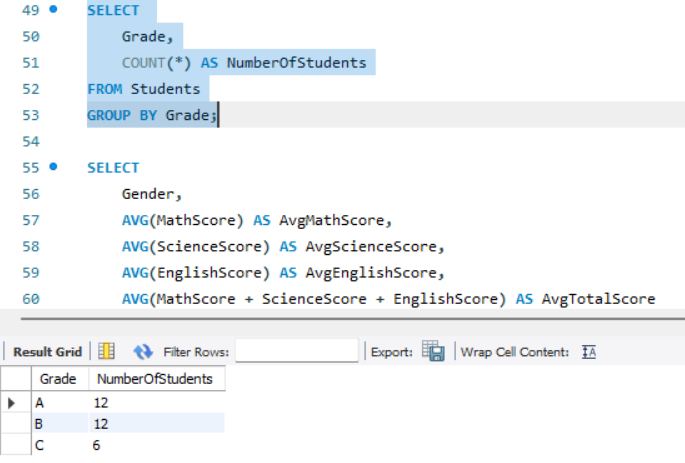 49 SELECT
50 Grade,
51 COUNT(*) AS NumberOfStudents
52 FROM Students
53 GROUP BY Grade;
54
55 SELECT
56 Gender,
57 AVG(MathScore) AS AvgMathScore,
58 AVG(ScienceScore) AS AvgScienceScore,
59 AVG(EnglishScore) AS AvgEnglishScore,
60 AVG(MathScore + ScienceScore + EnglishScore) AS AvgTotalScore
Result Grid Filter Rows: Export: Wrap Cell Content: IA
Grade NumberOfStudents
A 12
B 12
C 6